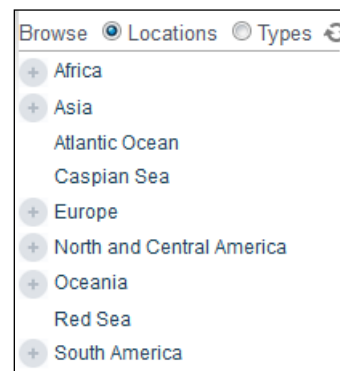 Browse Locations Types
Africa
Asia
Atlantic Ocean
Caspian Sea
Europe
North and Central America
Oceania
Red Sea
South America